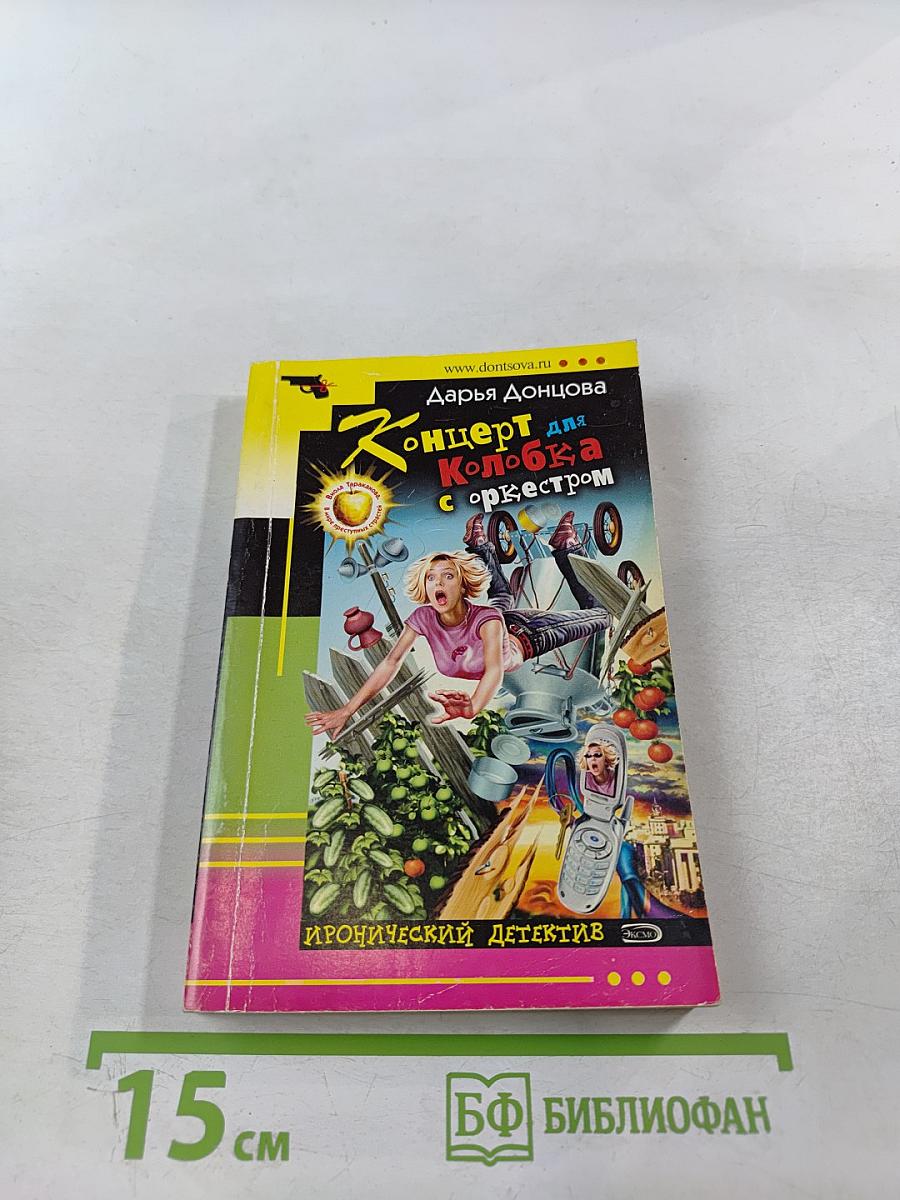 www.dontsova.ru
Дарья Донцова
Концерт для
Колобка
с оркестром
Виола Тараканова
В мире преступных страстей
ИРОНИЧЕСКИЙ ДЕТЕКТИВ
ЭКСМО
15 см
БФ БИБЛИОФАН